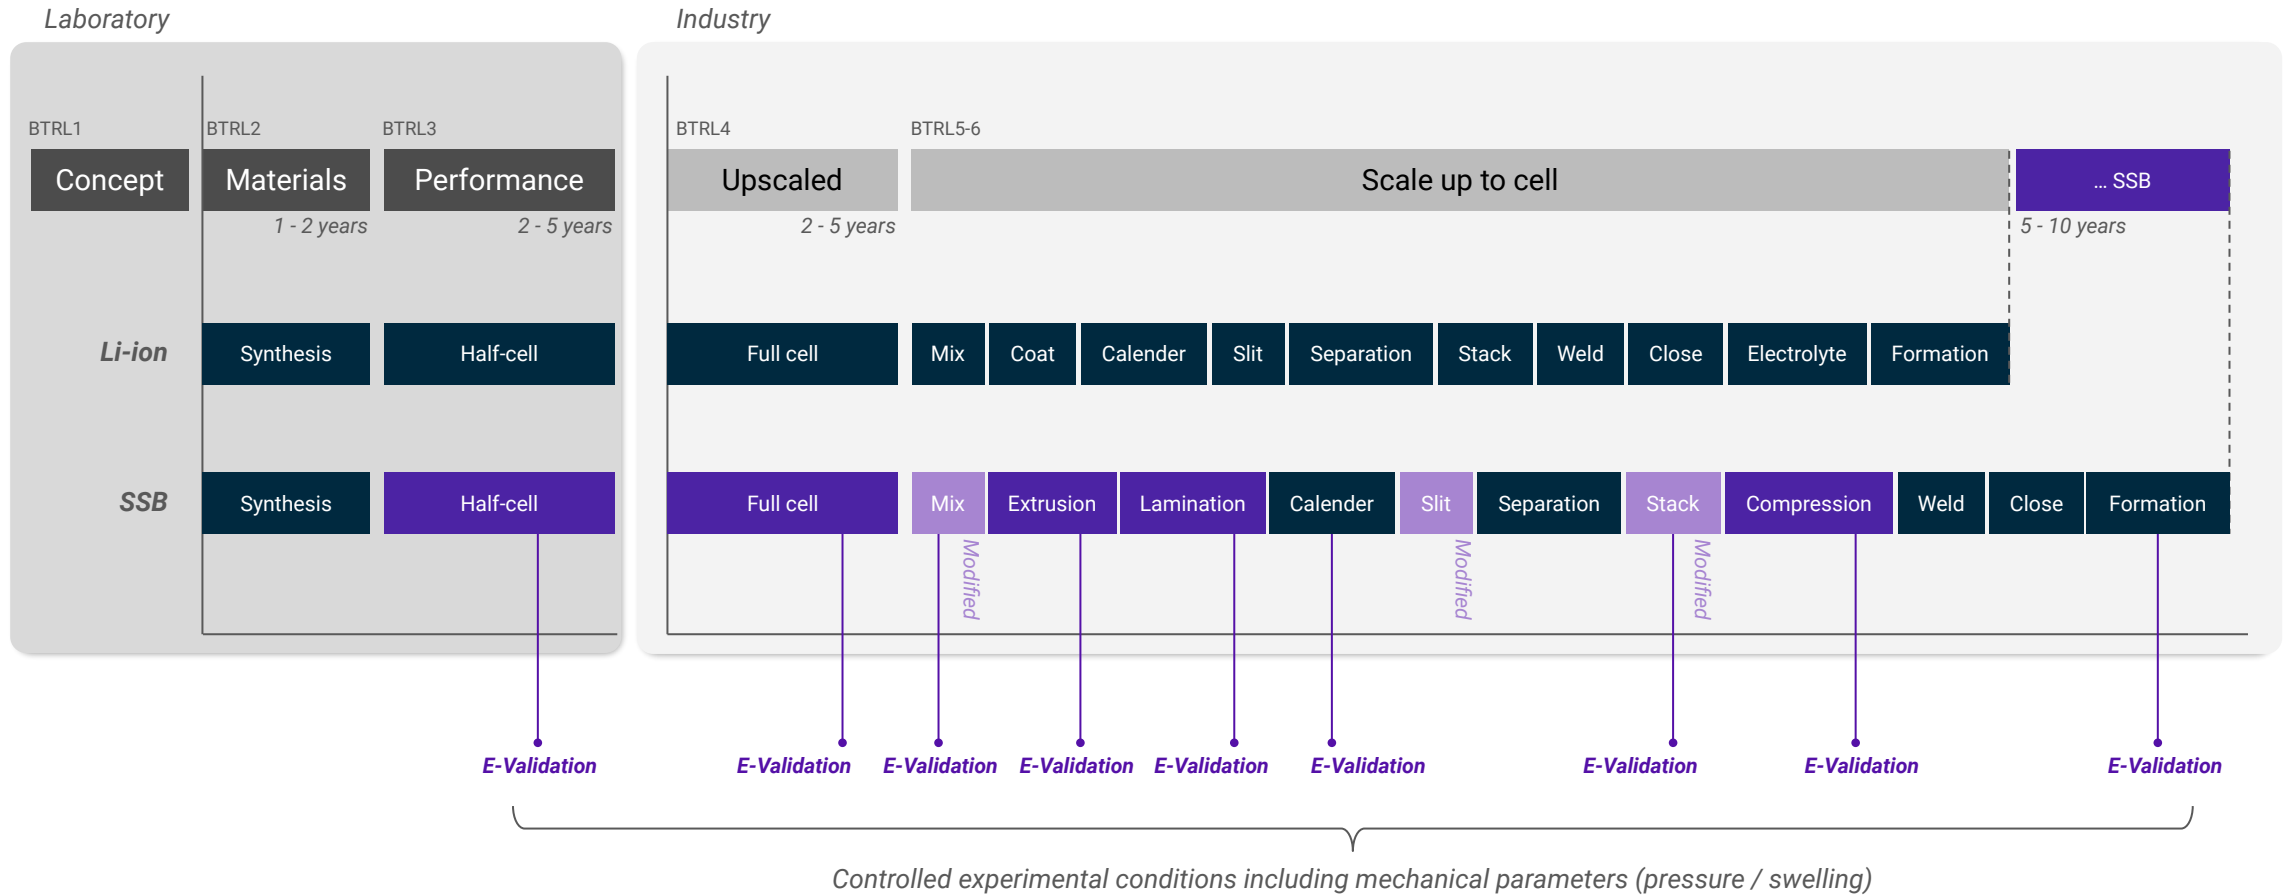 Laboratory
Industry
BTRL1
BTRL2
BTRL3
BTRL4
BTRL5-6
Concept
Materials
Performance
Upscaled
Scale up to cell
... SSB
1 - 2 years
2 - 5 years
2 - 5 years
5 - 10 years
Li-ion
Synthesis
Half-cell
Full cell
Mix
Coat
Calender
Slit
Separation
Stack
Weld
Close
Electrolyte
Formation
SSB
Synthesis
Half-cell
Full cell
Mix
Extrusion
Lamination
Calender
Slit
Separation
Stack
Compression
Weld
Close
Formation
Modified
Modified
Modified
E-Validation
E-Validation
E-Validation
E-Validation
E-Validation
E-Validation
E-Validation
E-Validation
E-Validation
Controlled experimental conditions including mechanical parameters (pressure / swelling)